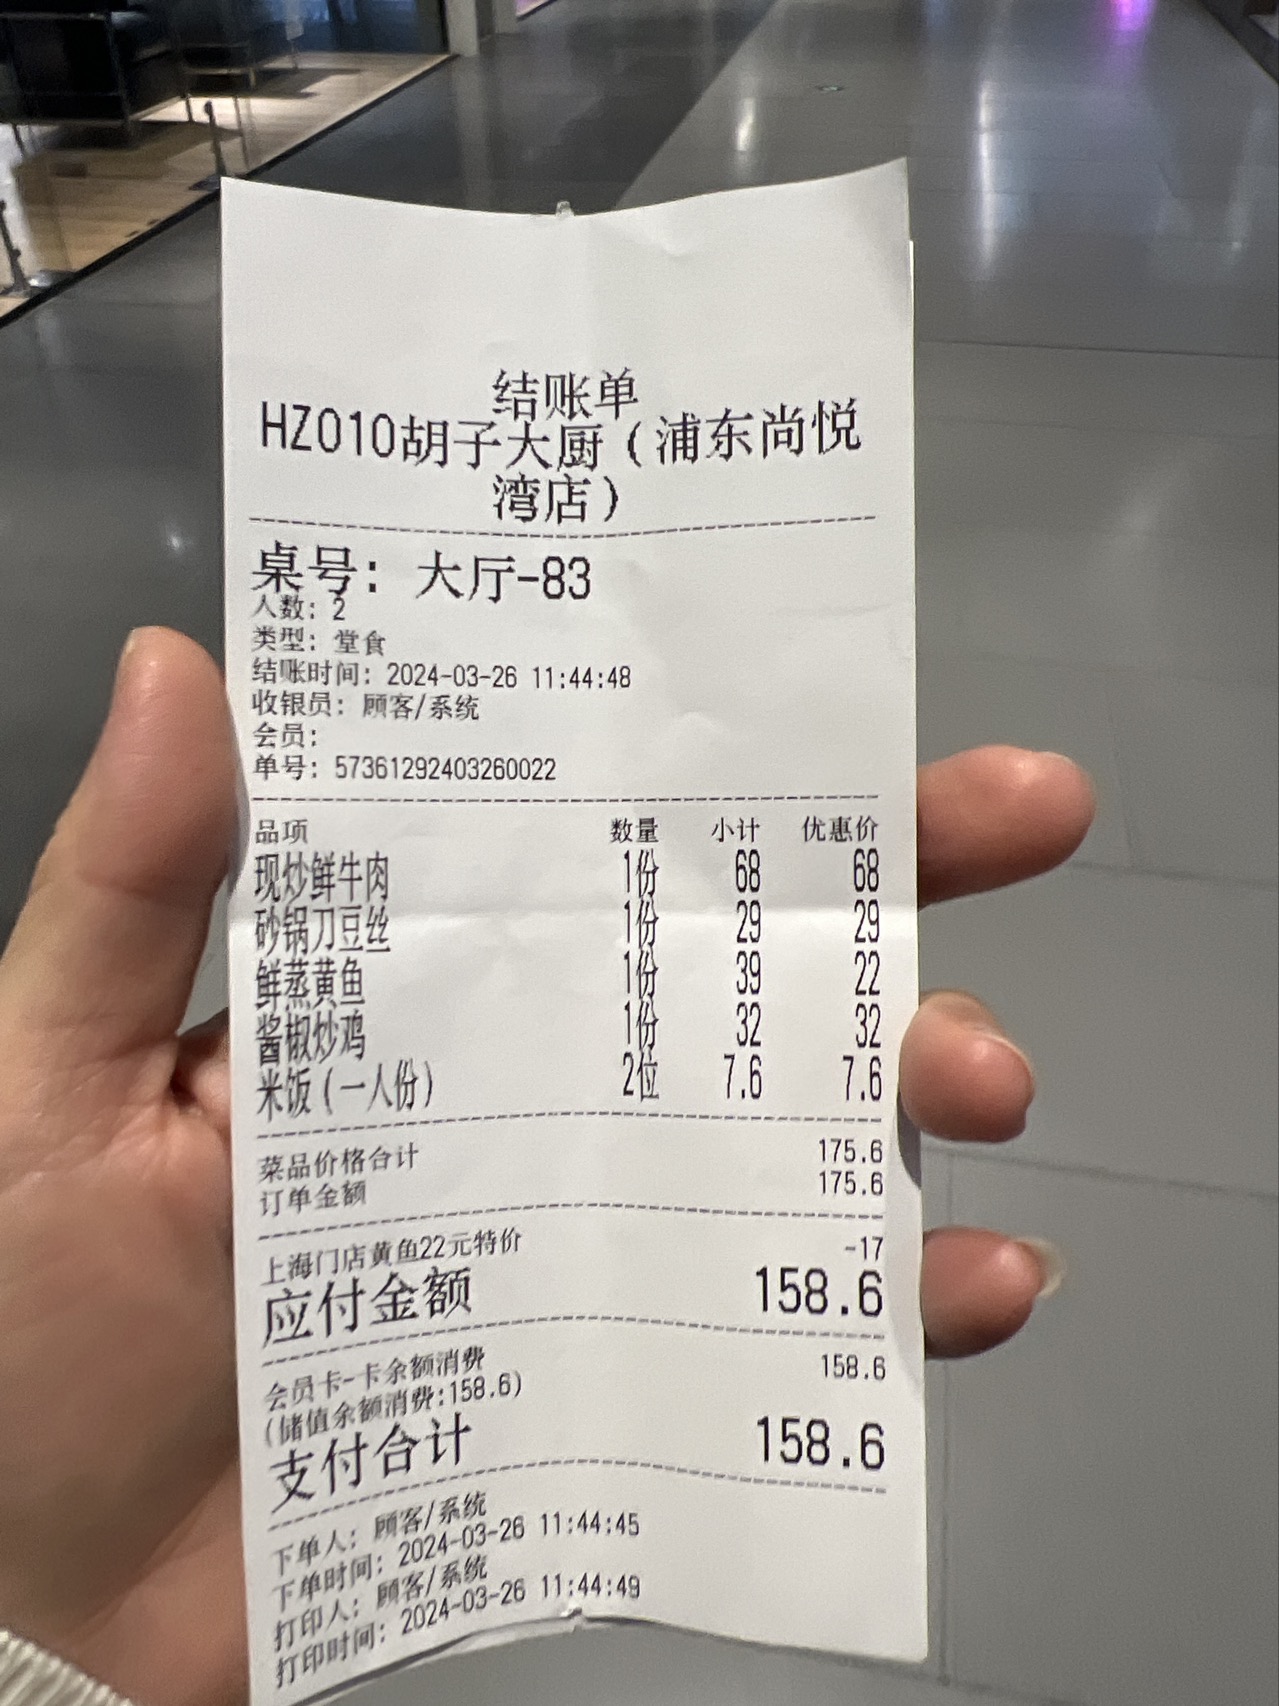 结账单
HZ010胡子大厨（浦东尚悦
湾店）
桌号：大厅-83
人数：2
类型：堂食
结账时间：2024-03-26 11:44:48
收银员：顾客/系统
会员：
单号：57361292403260022
品项 数量 小计 优惠价
现炒鲜牛肉 1份 68 68
砂锅刀豆丝 1份 29 29
鲜蒸黄鱼 1份 39 22
酱椒炒鸡 1份 32 32
米饭（一人份） 2位 7.6 7.6
菜品价格合计 175.6
订单金额 175.6
上海门店黄鱼22元特价 -17
应付金额 158.6
会员卡-卡余额消费 158.6
(储值余额消费:158.6)
支付合计 158.6
下单人：顾客/系统
下单时间：2024-03-26 11:44:45
打印人：顾客/系统
打印时间：2024-03-26 11:44:49